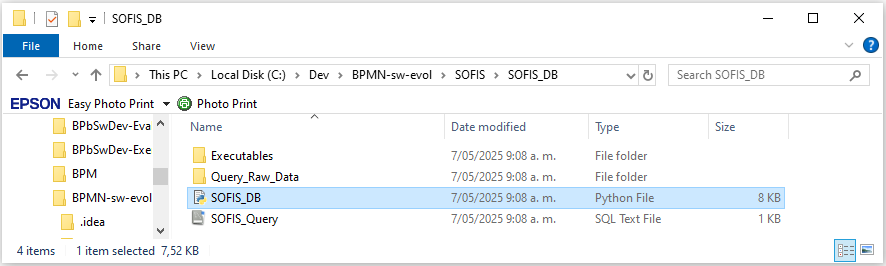 SOFIS_DB
File Home Share View
This PC Local Disk (C:) Dev BPMN-sw-evol SOFIS SOFIS_DB Search SOFIS_DB
EPSON Easy Photo Print Photo Print
Name Date modified Type Size
BPbSwDev-Eva
BPbSwDev-Exe
BPM
BPMN-sw-evol
.idea
Executables 7/05/2025 9:08 a. m. File folder
Query_Raw_Data 7/05/2025 9:08 a. m. File folder
SOFIS_DB 7/05/2025 9:08 a. m. Python File 8 KB
SOFIS_Query 7/05/2025 9:08 a. m. SQL Text File 1 KB
4 items 1 item selected 7,52 KB